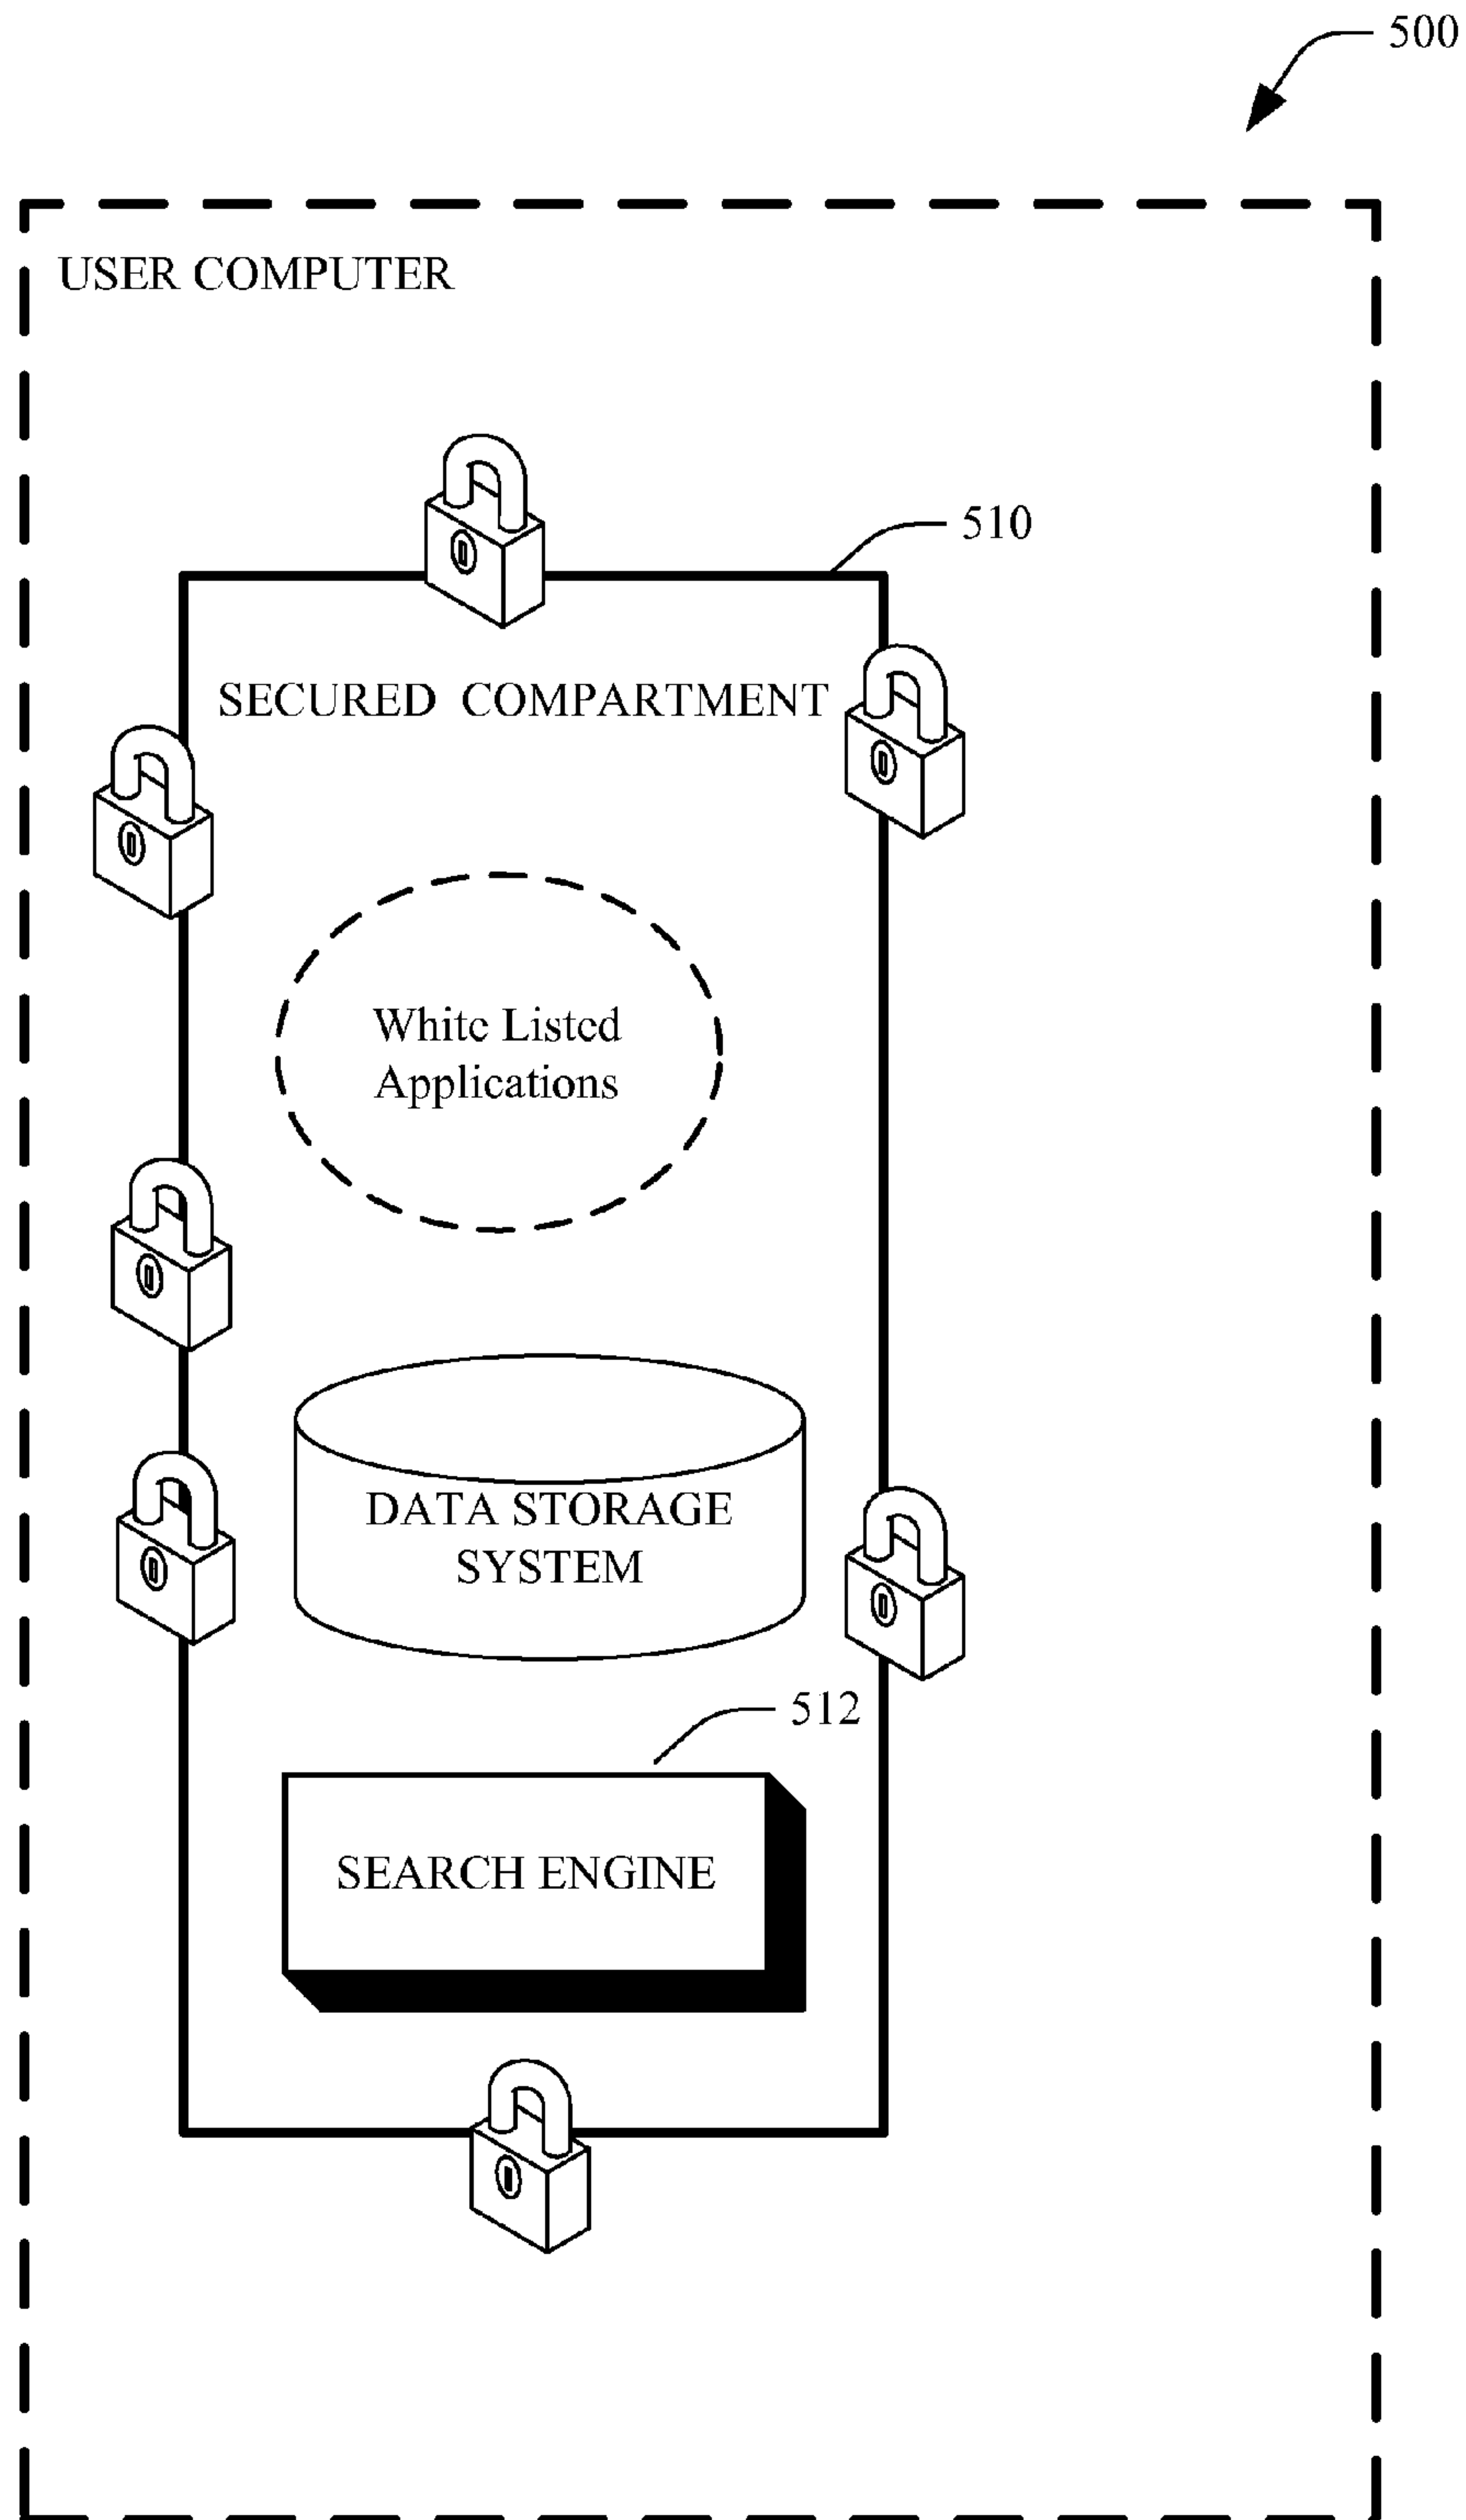 500
USER COMPUTER
510
SECURED COMPARTMENT
White Listed
Applications
DATA STORAGE
SYSTEM
512
SEARCH ENGINE